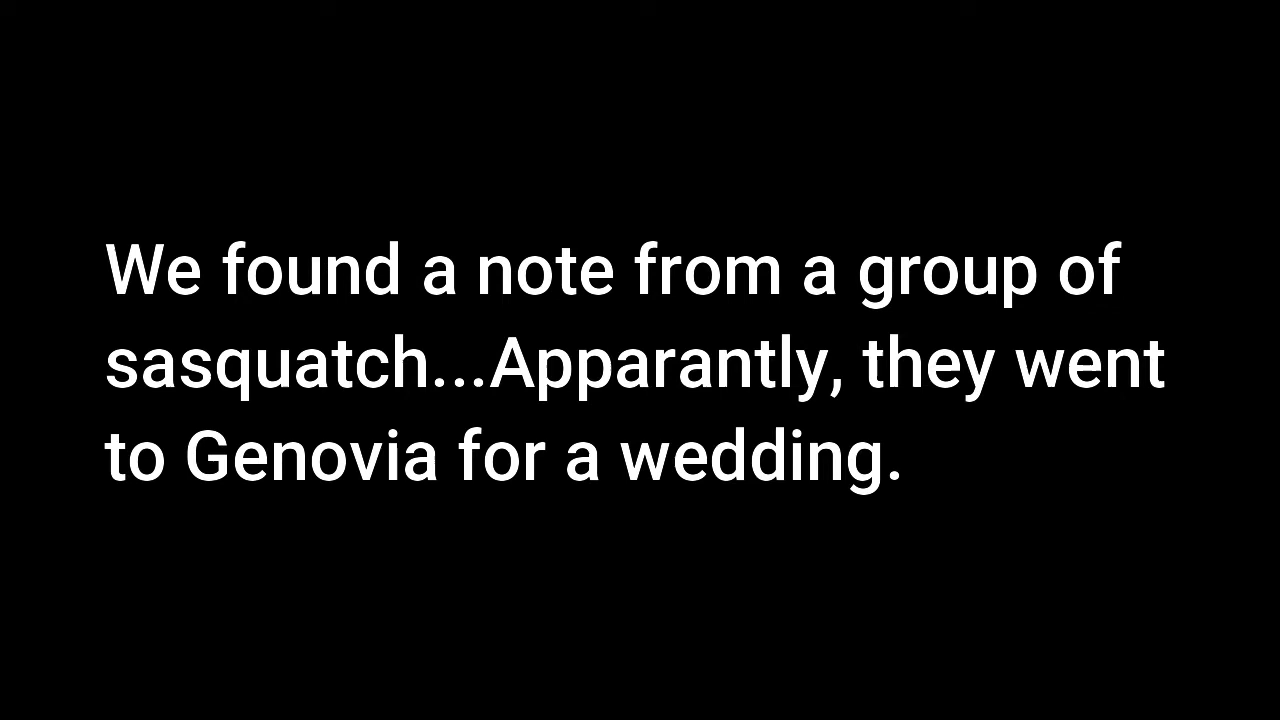 We found a note from a group of
sasquatch...Apparantly, they went
to Genovia for a wedding.